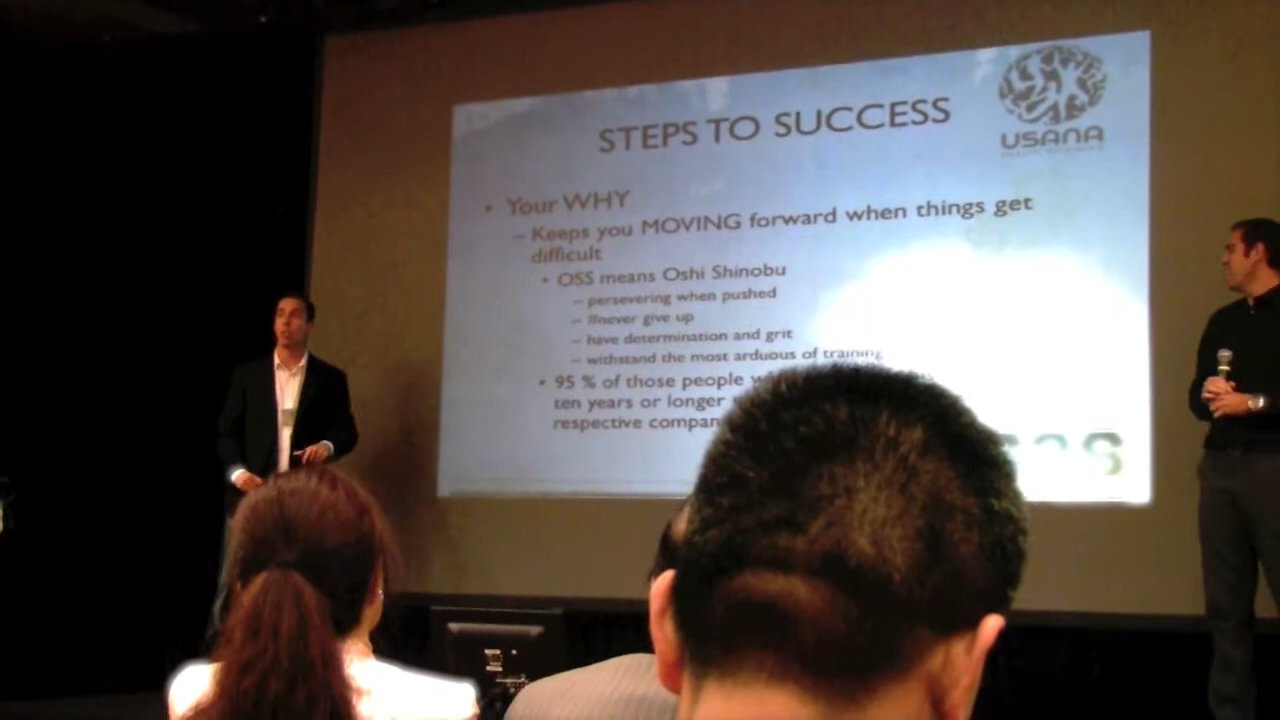 STEPS TO SUCCESS
USANA
• Your WHY
– Keeps you MOVING forward when things get
difficult
• OSS means Oshi Shinobu
– persevering when pushed
– #never give up
– have determination and grit
– withstand the most arduous of training
• 95 % of those people
ten years or longer
respective